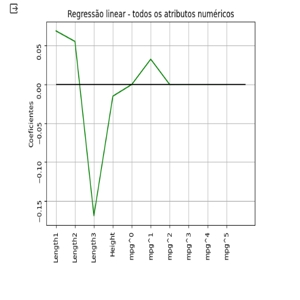 Regressão linear - todos os atributos numéricos
Coeficientes
0.05
0.00
−0.05
−0.10
−0.15
Length1
Length2
Length3
Height
mpg^0
mpg^1
mpg^2
mpg^3
mpg^4
mpg^5